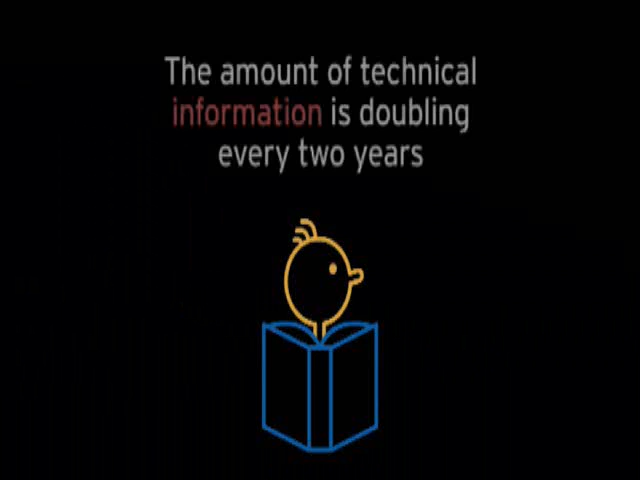 The amount of technical
information is doubling
every two years